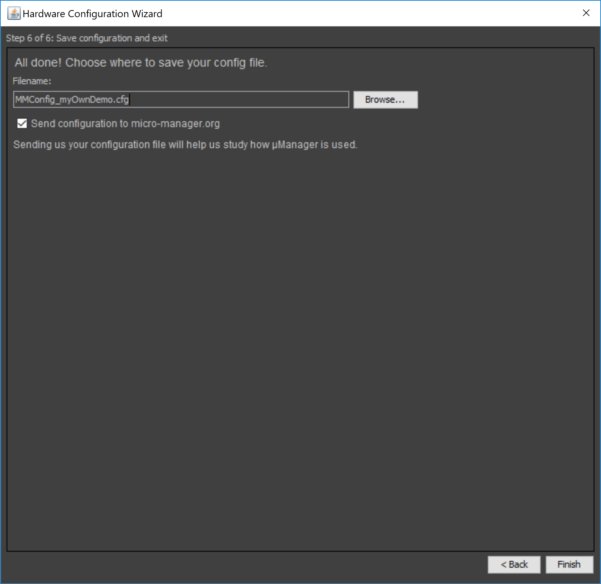 Hardware Configuration Wizard
Step 6 of 6: Save configuration and exit
All done! Choose where to save your config file.
Filename:
MMConfig_myOwnDemo.cfg
Browse...
Send configuration to micro-manager.org
Sending us your configuration file will help us study how µManager is used.
< Back
Finish